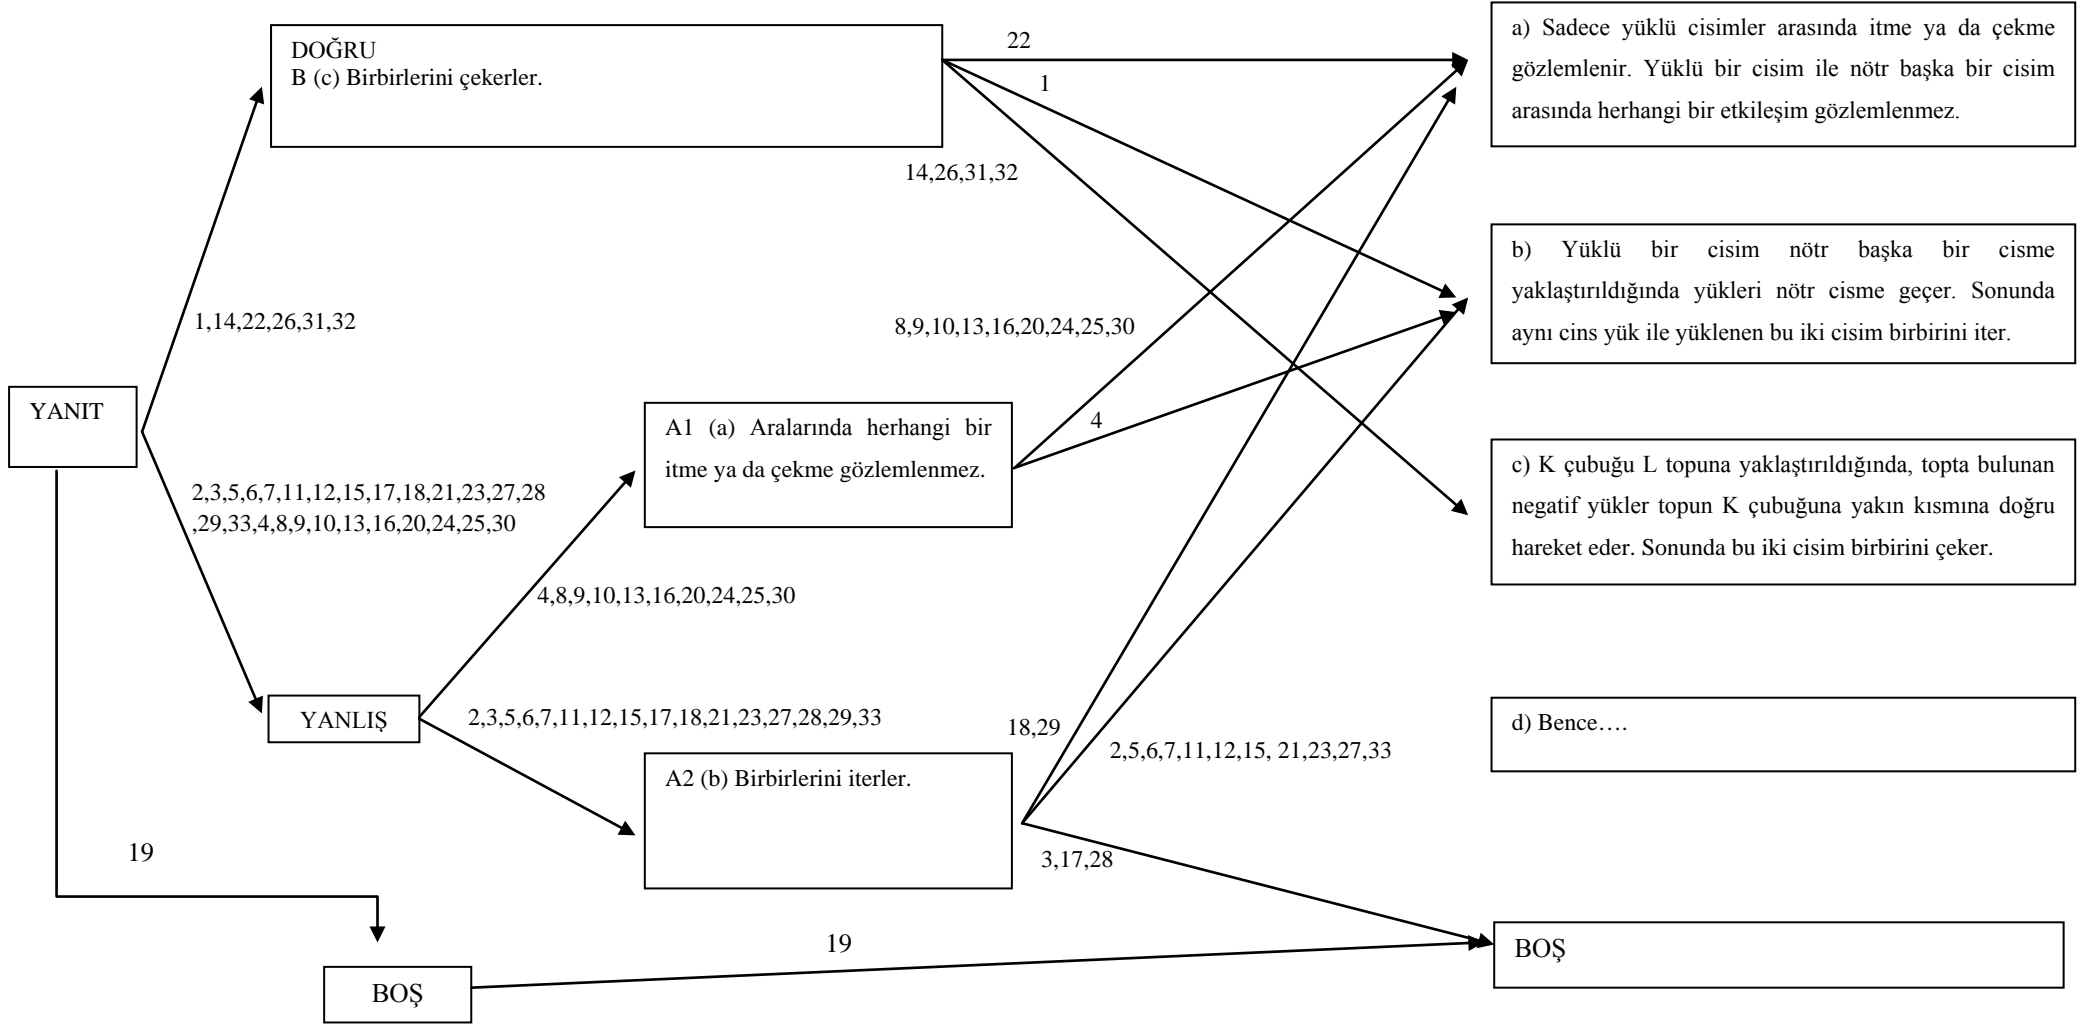 DOĞRU
B (c) Birbirlerini çekerler.
22
1
14,26,31,32
a) Sadece yüklü cisimler arasında itme ya da çekme
gözlemlenir. Yüklü bir cisim ile nötr başka bir cisim
arasında herhangi bir etkileşim gözlemlenmez.
1,14,22,26,31,32
8,9,10,13,16,20,24,25,30
b) Yüklü bir cisim nötr başka bir cisme
yaklaştırıldığında yükleri nötr cisme geçer. Sonunda
aynı cins yük ile yüklenen bu iki cisim birbirini iter.
YANIT
A1 (a) Aralarında herhangi bir
itme ya da çekme gözlemlenmez.
4
c) K çubuğu L topuna yaklaştırıldığında, topta bulunan
negatif yükler topun K çubuğuna yakın kısmına doğru
hareket eder. Sonunda bu iki cisim birbirini çeker.
2,3,5,6,7,11,12,15,17,18,21,23,27,28
,29,33,4,8,9,10,13,16,20,24,25,30
4,8,9,10,13,16,20,24,25,30
YANLIŞ
2,3,5,6,7,11,12,15,17,18,21,23,27,28,29,33
18,29
2,5,6,7,11,12,15, 21,23,27,33
d) Bence….
A2 (b) Birbirlerini iterler.
3,17,28
19
19
BOŞ
BOŞ